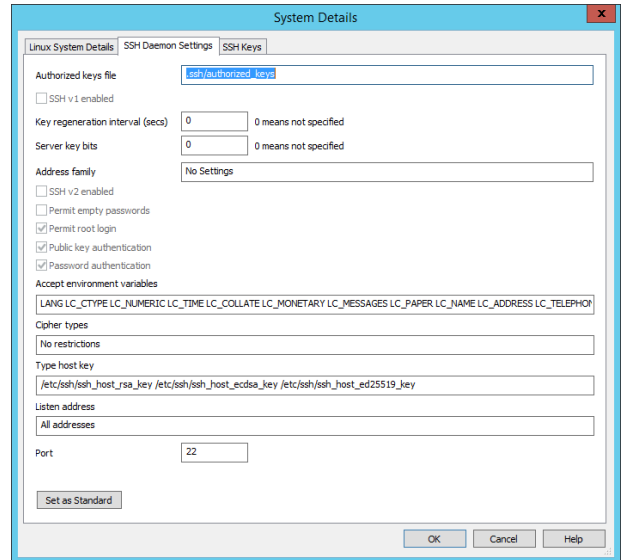 System Details
x
Linux System Details SSH Daemon Settings SSH Keys
Authorized keys file .ssh/authorized_keys
SSH v1 enabled
Key regeneration interval (secs) 0 0 means not specified
Server key bits 0 0 means not specified
Address family No Settings
SSH v2 enabled
Permit empty passwords
Permit root login
Public key authentication
Password authentication
Accept environment variables
LANG LC_CTYPE LC_NUMERIC LC_TIME LC_COLLATE LC_MONETARY LC_MESSAGES LC_PAPER LC_NAME LC_ADDRESS LC_TELEPHON
Cipher types
No restrictions
Type host key
/etc/ssh/ssh_host_rsa_key /etc/ssh/ssh_host_ecdsa_key /etc/ssh/ssh_host_ed25519_key
Listen address
All addresses
Port 22
Set as Standard
OK Cancel Help